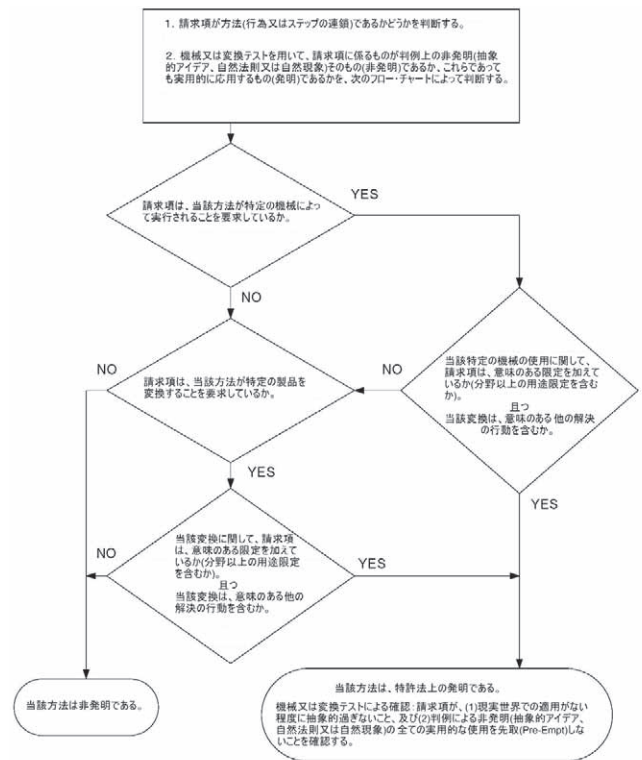 1. 請求項が方法(行為又はステップの連鎖)であるかどうかを判断する。
2. 機械又は変換テストを用いて、請求項に係るものが判例上の非発明(抽象
的アイデア、自然法則又は自然現象)そのもの(非発明)であるか、これらであって
も実用的に応用するもの(発明)であるかを、次のフロー・チャートによって判断する。
請求項は、当該方法が特定の機械によっ
て実行されることを要求しているか。
YES
NO
当該特定の機械の使用に関して、
請求項は、意味のある限定を加えて
いるか(分野以上の用途限定を含む
か)。
且つ
当該変換は、意味のある他の解決
の行動を含むか。
NO
YES
請求項は、当該方法が特定の製品を
変換することを要求しているか。
NO
YES
当該変換に関して、請求項
は、意味のある限定を加えて
いるか(分野以上の用途限定
を含むか)。
且つ
当該変換は、意味のある他の
解決の行動を含むか。
NO
YES
当該方法は非発明である。
当該方法は、特許法上の発明である。
機械又は変換テストによる確認：請求項が、(1)現実世界での適用がない
程度に抽象的過ぎないこと、及び(2)判例による非発明(抽象的アイデア、
自然法則又は自然現象)の全ての実用的な使用を先取(Pre-Empt)しな
いことを確認する。